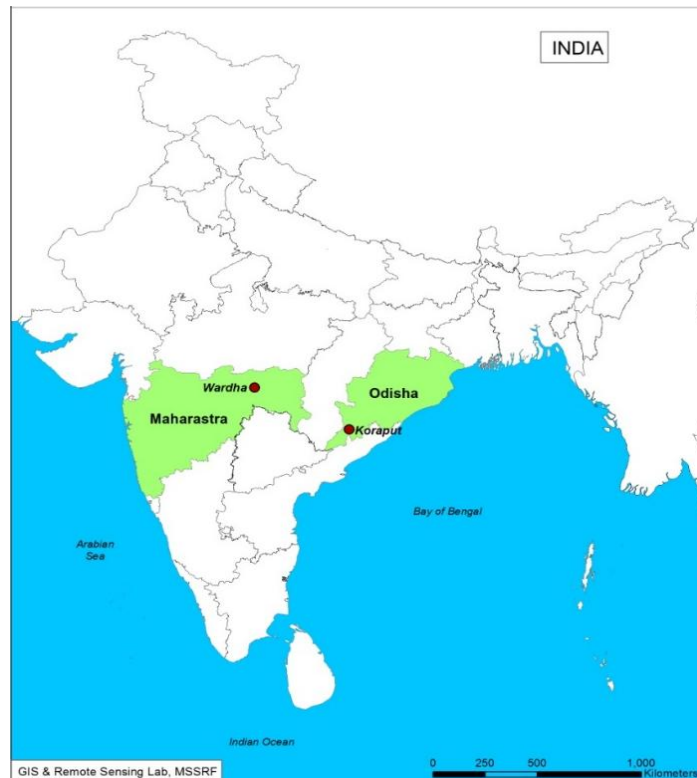 INDIA
Wardha
Odisha
Maharastra
Koraput
Bay of Bengal
Arabian
Sea
Indian Ocean
GIS & Remote Sensing Lab, MSSRF
0 250 500 1,000
Kilometers